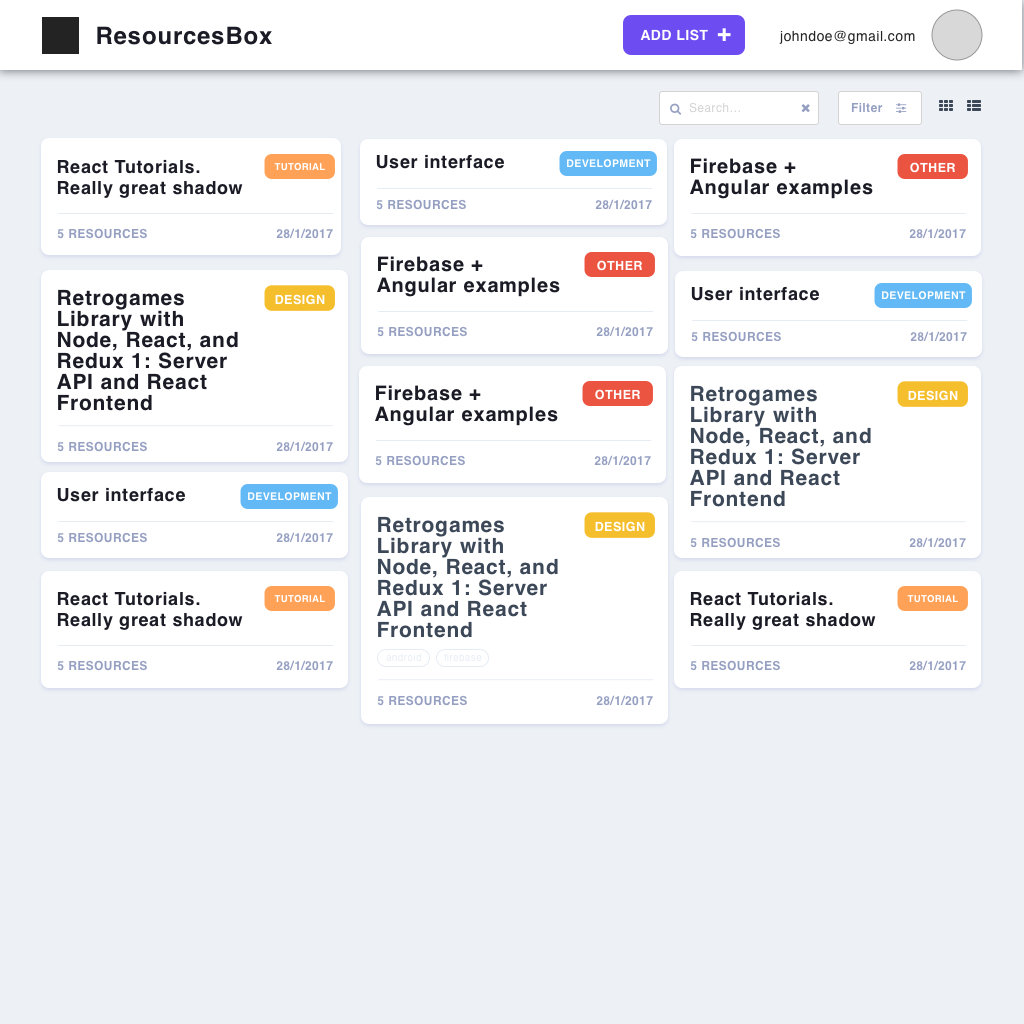 ResourcesBox
ADD LIST
johndoe@gmail.com
Search...
Filter
React Tutorials.
Really great shadow
TUTORIAL
5 RESOURCES 28/1/2017
Retrogames
Library with
Node, React, and
Redux 1: Server
API and React
Frontend
DESIGN
5 RESOURCES 28/1/2017
User interface
DEVELOPMENT
5 RESOURCES 28/1/2017
React Tutorials.
Really great shadow
TUTORIAL
5 RESOURCES 28/1/2017
User interface
DEVELOPMENT
5 RESOURCES 28/1/2017
Firebase +
Angular examples
OTHER
5 RESOURCES 28/1/2017
Firebase +
Angular examples
OTHER
5 RESOURCES 28/1/2017
Retrogames
Library with
Node, React, and
Redux 1: Server
API and React
Frontend
DESIGN
android firebase
5 RESOURCES 28/1/2017
Firebase +
Angular examples
OTHER
5 RESOURCES 28/1/2017
User interface
DEVELOPMENT
5 RESOURCES 28/1/2017
Retrogames
Library with
Node, React, and
Redux 1: Server
API and React
Frontend
DESIGN
5 RESOURCES 28/1/2017
React Tutorials.
Really great shadow
TUTORIAL
5 RESOURCES 28/1/2017